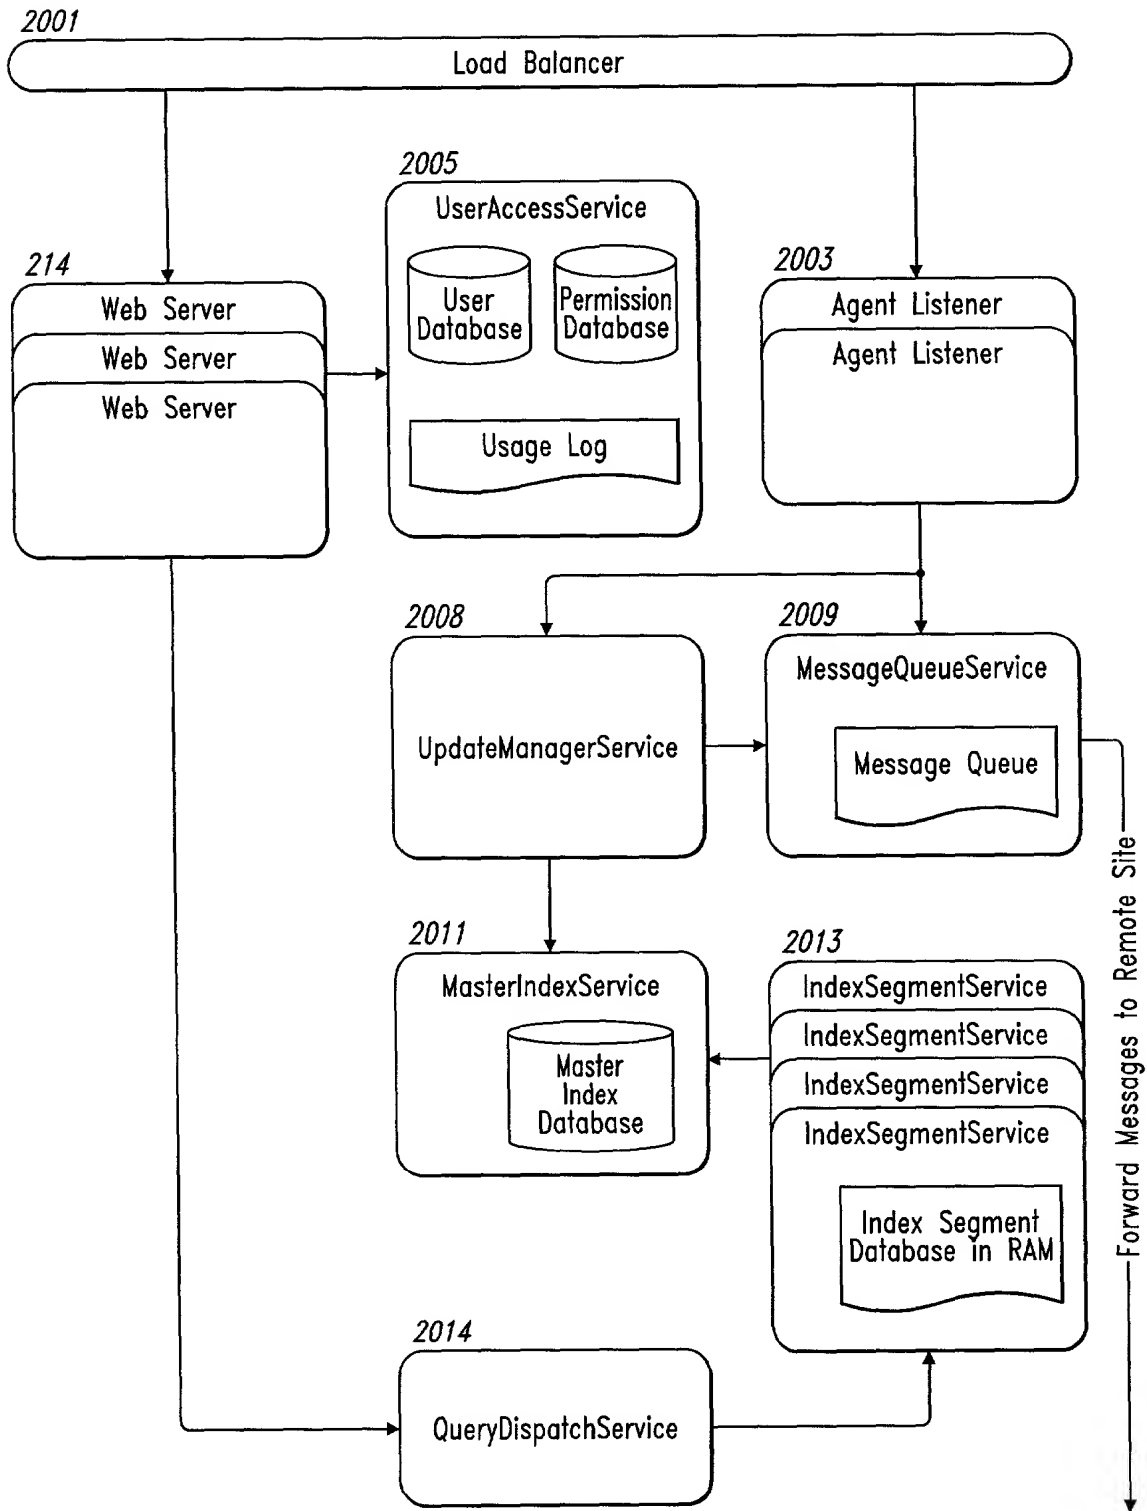 2001
Load Balancer
2005
UserAccessService
User
Database
Permission
Database
Usage Log
214
Web Server
Web Server
Web Server
2003
Agent Listener
Agent Listener
2008
UpdateManagerService
2009
MessageQueueService
Message Queue
Forward Messages to Remote Site
2011
MasterIndexService
Master
Index
Database
2013
IndexSegmentService
IndexSegmentService
IndexSegmentService
IndexSegmentService
Index Segment
Database in RAM
2014
QueryDispatchService